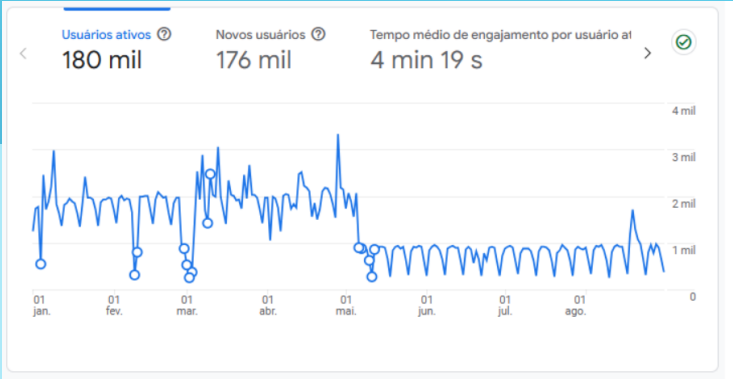 Usuários ativos
180 mil
Novos usuários
176 mil
Tempo médio de engajamento por usuário at
4 min 19 s
4 mil
3 mil
2 mil
1 mil
0
01 jan.
01 fev.
01 mar.
01 abr.
01 mai.
01 jun.
01 jul.
01 ago.